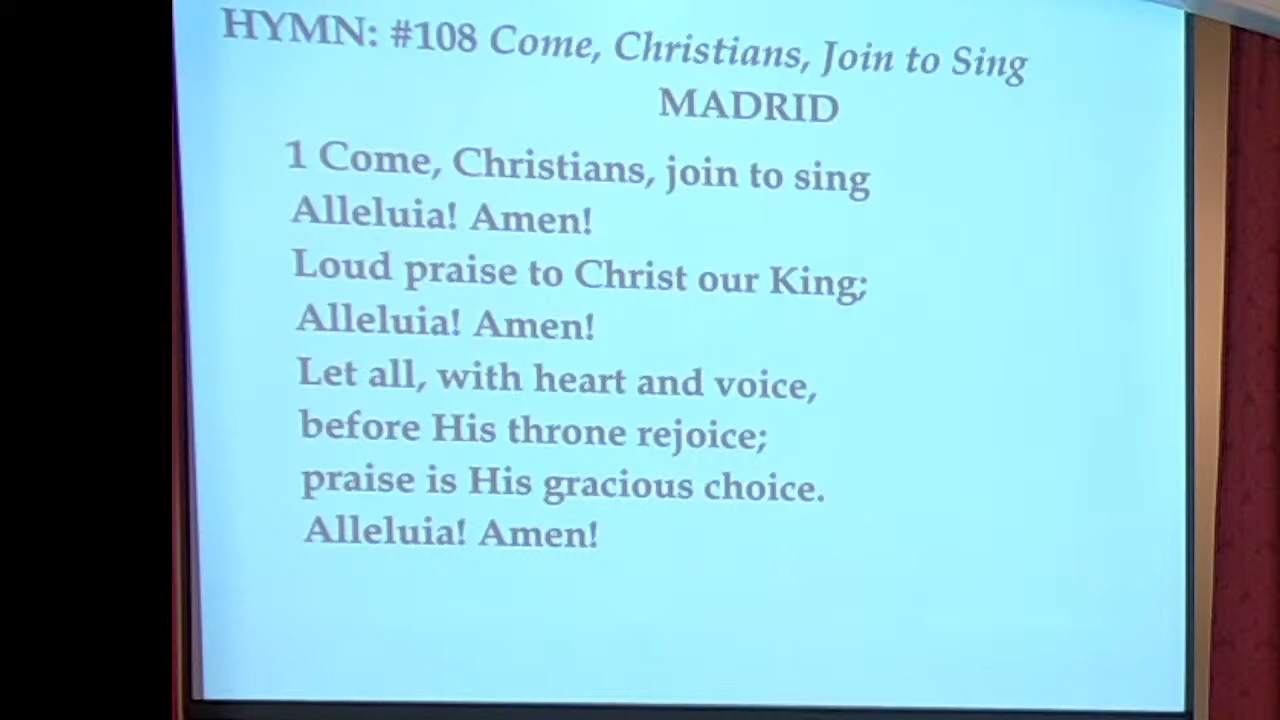 HYMN: #108 Come, Christians, Join to Sing
MADRID
1 Come, Christians, join to sing
Alleluia! Amen!
Loud praise to Christ our King;
Alleluia! Amen!
Let all, with heart and voice,
before His throne rejoice;
praise is His gracious choice.
Alleluia! Amen!